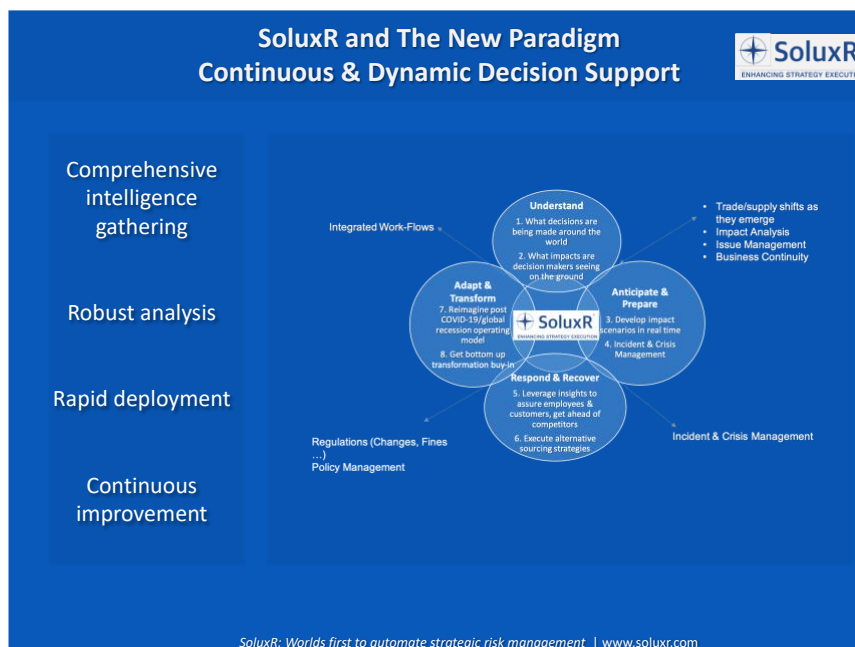 SoluxR and The New Paradigm
Continuous & Dynamic Decision Support
SoluxR
ENHANCING STRATEGY EXECUTION
Comprehensive
intelligence
gathering
Robust analysis
Rapid deployment
Continuous
improvement
Integrated Work-Flows
Understand
1. What decisions are
being made around the
world
2. What impacts are
decision makers seeing
on the ground
• Trade/supply shifts as
they emerge
• Impact Analysis
• Issue Management
• Business Continuity
Adapt &
Transform
7. Reimagine post
COVID-19/global
recession operating
model
8. Get bottom up
transformation buy-in
SoluxR
ENHANCING STRATEGY EXECUTION
Anticipate &
Prepare
3. Develop impact
scenarios in real time
4. Incident & Crisis
Management
Respond & Recover
5. Leverage insights to
assure employees &
customers, get ahead of
competitors
6. Execute alternative
sourcing strategies
Regulations (Changes, Fines
...)
Policy Management
Incident & Crisis Management
SoluxR: Worlds first to automate strategic risk management | www.soluxr.com